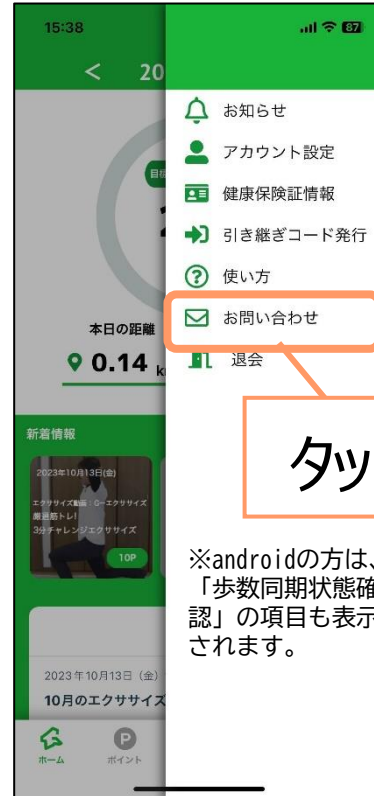 15:38
87
< 20
お知らせ
アカウント設定
健康保険証情報
引き継ぎコード発行
使い方
お問い合わせ
退会
本日の距離
0.14
タッ
新着情報
2023年10月13日(金)
エクササイズ動画：G-エクササイズ
厳選筋トレ!
3分チャレンジエクササイズ
10P
※androidの方は、
「歩数同期状態確
認」の項目も表示
されます。
2023年10月13日（金）
10月のエクササイズ
ホーム
ポイント